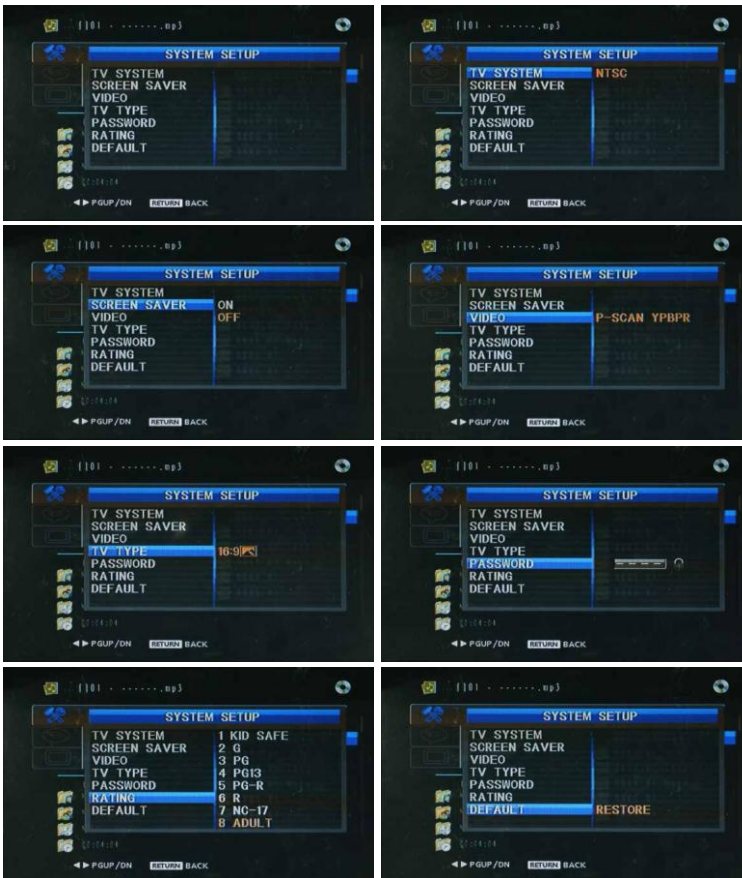 SYSTEM SETUP
TV SYSTEM
SCREEN SAVER
VIDEO
TV TYPE
PASSWORD
RATING
DEFAULT
PGUP/DN RETURN BACK
SYSTEM SETUP
TV SYSTEM NTSC
SCREEN SAVER
VIDEO
TV TYPE
PASSWORD
RATING
DEFAULT
PGUP/DN RETURN BACK
SYSTEM SETUP
TV SYSTEM
SCREEN SAVER ON
VIDEO OFF
TV TYPE
PASSWORD
RATING
DEFAULT
PGUP/DN RETURN BACK
SYSTEM SETUP
TV SYSTEM
SCREEN SAVER
VIDEO P-SCAN YPBPR
TV TYPE
PASSWORD
RATING
DEFAULT
PGUP/DN RETURN BACK
SYSTEM SETUP
TV SYSTEM
SCREEN SAVER
VIDEO
TV TYPE 16:9
PASSWORD
RATING
DEFAULT
PGUP/DN RETURN BACK
SYSTEM SETUP
TV SYSTEM
SCREEN SAVER
VIDEO
TV TYPE
PASSWORD
RATING
DEFAULT
PGUP/DN RETURN BACK
SYSTEM SETUP
TV SYSTEM 1 KID SAFE
SCREEN SAVER 2 G
VIDEO 3 PG
TV TYPE 4 PG13
PASSWORD 5 PG-R
RATING 6 R
DEFAULT 7 NC-17
8 ADULT
PGUP/DN RETURN BACK
SYSTEM SETUP
TV SYSTEM
SCREEN SAVER
VIDEO
TV TYPE
PASSWORD
RATING
DEFAULT RESTORE
PGUP/DN RETURN BACK